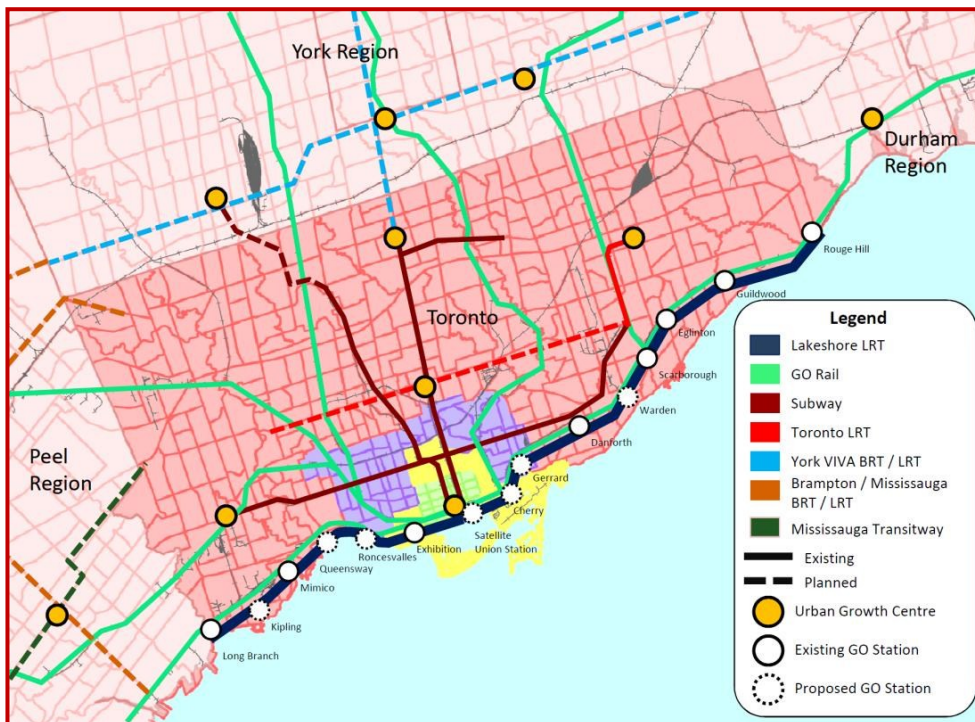 York Region
Durham
Region
Rouge Hill
Guildwood
Toronto
Eglinton
Scarborough
Warden
Danforth
Peel
Region
Gerrard
Cherry
Satellite
Union Station
Exhibition
Roncesvalles
Queensway
Mimico
Kipling
Long Branch
Legend
Lakeshore LRT
GO Rail
Subway
Toronto LRT
York VIVA BRT / LRT
Brampton / Mississauga
BRT / LRT
Mississauga Transitway
Existing
Planned
Urban Growth Centre
Existing GO Station
Proposed GO Station